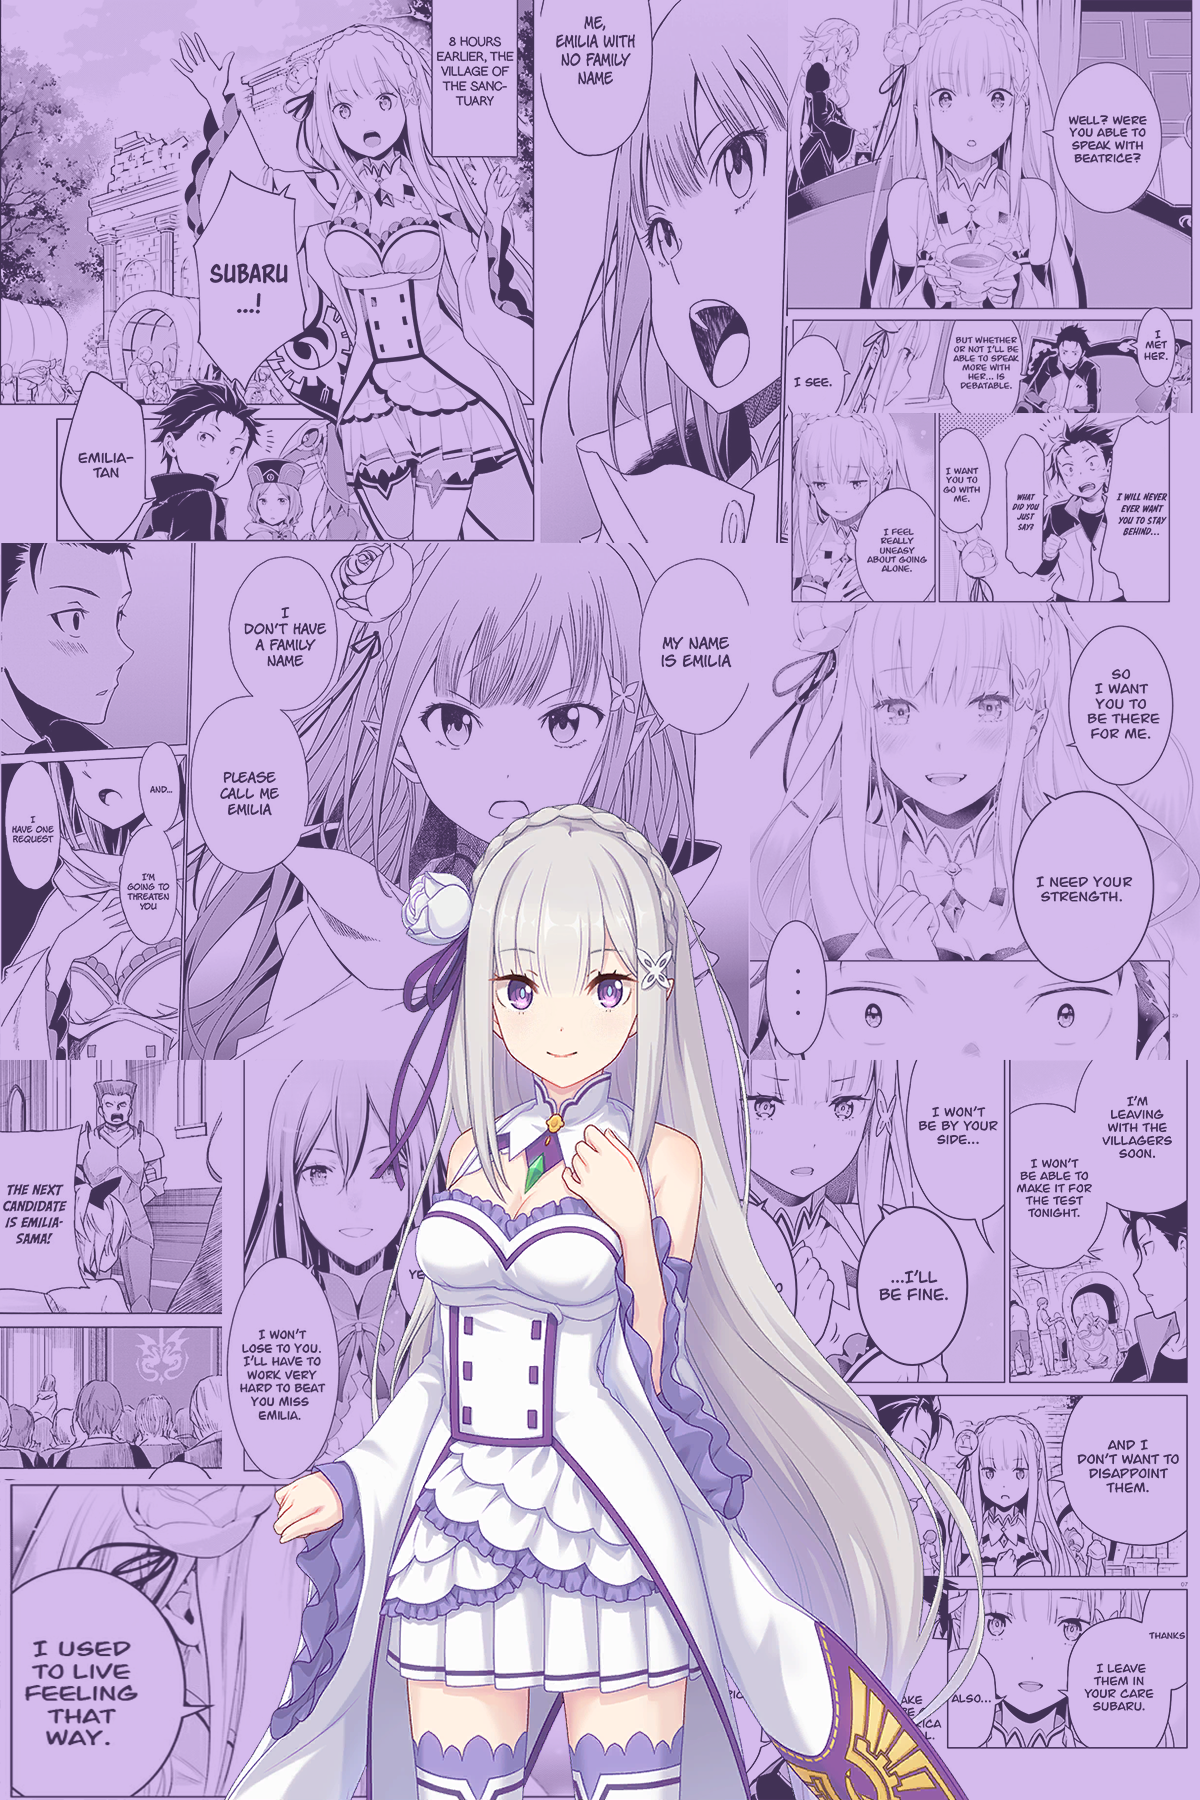 8 HOURS
EARLIER, THE
VILLAGE OF
THE SANC-
TUARY
SUBARU
...!
EMILIA-
TAN
ME,
EMILIA WITH
NO FAMILY
NAME
WELL? WERE
YOU ABLE TO
SPEAK WITH
BEATRICE?
I
MET
HER.
BUT WHETHER
OR NOT I'LL BE
ABLE TO SPEAK
MORE WITH
HER... IS
DEBATABLE.
I SEE.
I WILL NEVER
EVER WANT
YOU TO STAY
BEHIND...
WHAT
DID YOU
JUST
SAY?
I WANT
YOU TO
GO WITH
ME.
I FEEL
REALLY
UNEASY
ABOUT GOING
ALONE.
MY NAME
IS EMILIA
I
DON'T HAVE
A FAMILY
NAME
PLEASE
CALL ME
EMILIA
AND...
I
HAVE ONE
REQUEST
I'M
GOING TO
THREATEN
YOU
SO
I WANT
YOU TO
BE THERE
FOR ME.
I NEED YOUR
STRENGTH.
...
29
THE NEXT
CANDIDATE
IS EMILIA-
SAMA!
YE
I WON'T
LOSE TO YOU.
I'LL HAVE TO
WORK VERY
HARD TO BEAT
YOU MISS
EMILIA.
I'M
LEAVING
WITH THE
VILLAGERS
SOON.
I WON'T
BE ABLE TO
MAKE IT FOR
THE TEST
TONIGHT.
I WON'T
BE BY YOUR
SIDE...
...I'LL
BE FINE.
AND I
DON'T WANT TO
DISAPPOINT
THEM.
07
THANKS
I LEAVE
THEM IN
YOUR CARE
SUBARU.
ALSO...
I USED
TO LIVE
FEELING
THAT
WAY.